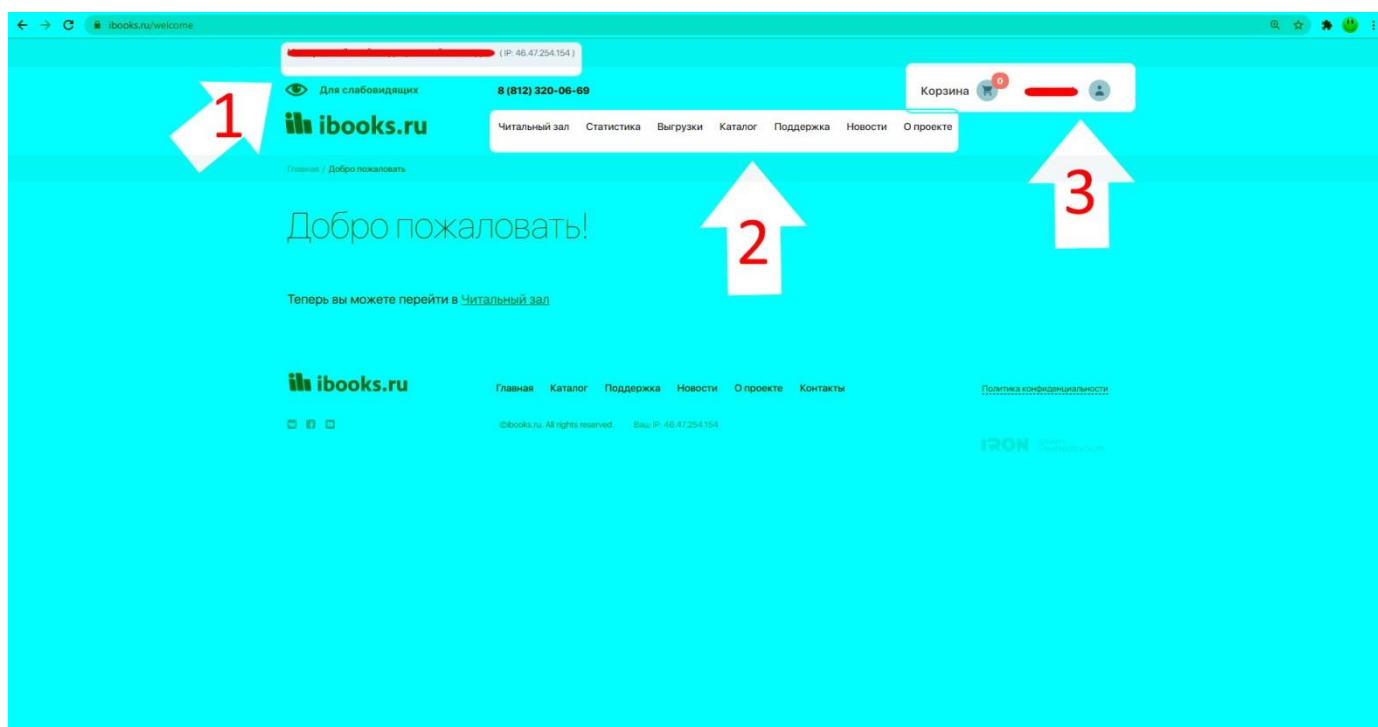 ibooks.ru/welcome
( IP: 46.47.254.154 )
Для слабовидящих
8 (812) 320-06-69
Корзина 0
1
ibooks.ru
Читальный зал Статистика Выгрузки Каталог Поддержка Новости О проекте
Главная / Добро пожаловать
3
Добро пожаловать!
2
Теперь вы можете перейти в Читальный зал
ibooks.ru
Главная Каталог Поддержка Новости О проекте Контакты
Политика конфиденциальности
©ibooks.ru. All rights reserved. Ваш IP: 46.47.254.154
IRON